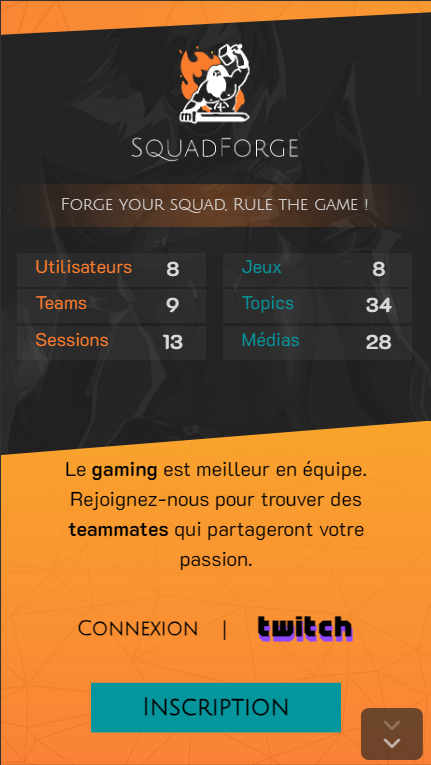 SquadForge
Forge your squad, Rule the game !
Utilisateurs 8
Teams 9
Sessions 13
Jeux 8
Topics 34
Médias 28
Le gaming est meilleur en équipe.
Rejoignez-nous pour trouver des
teammates qui partageront votre
passion.
Connexion | twitch
Inscription